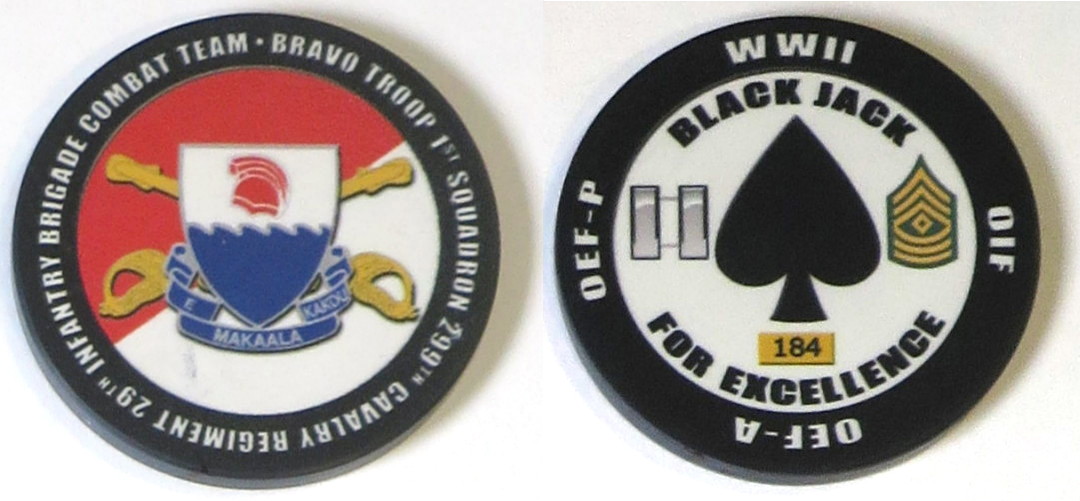 29TH INFANTRY BRIGADE COMBAT TEAM · BRAVO TROOP 1ST SQUADRON 299TH CAVALRY REGIMENT
E
MAKAALA
KAKOU
WWII
BLACK JACK
OEF-P
OIF
184
FOR EXCELLENCE
OEF-A